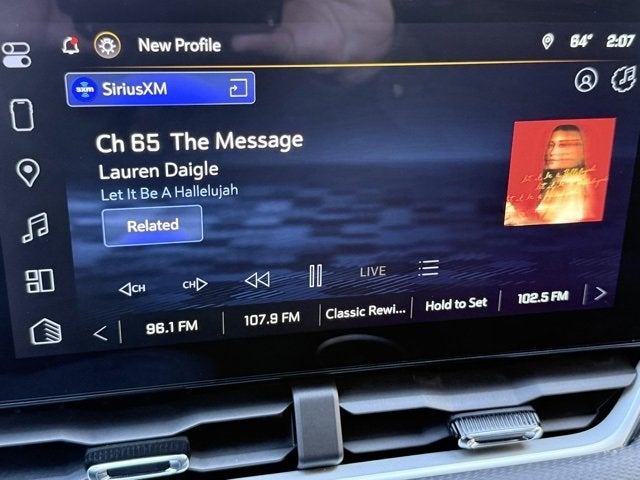 New Profile
64° 2:07
sxm SiriusXM
Ch 65 The Message
Lauren Daigle
Let It Be A Hallelujah
Related
CH CH LIVE
96.1 FM 107.9 FM Classic Rewi... Hold to Set 102.5 FM